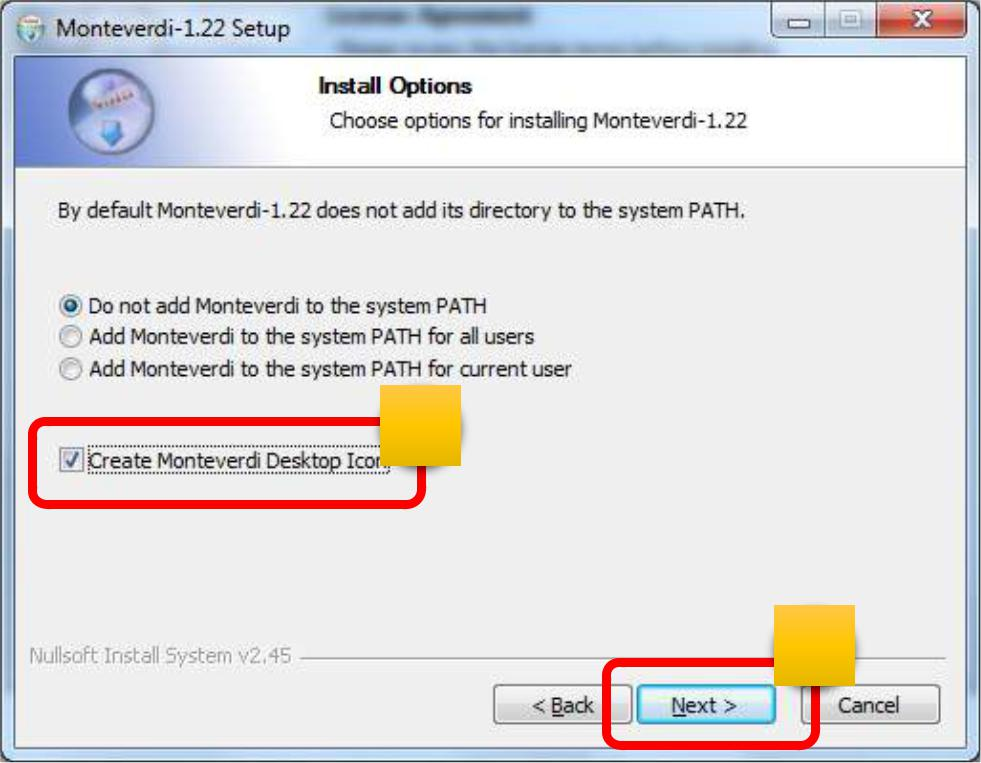 Monteverdi-1.22 Setup
Install Options
Choose options for installing Monteverdi-1.22
By default Monteverdi-1.22 does not add its directory to the system PATH.
Do not add Monteverdi to the system PATH
Add Monteverdi to the system PATH for all users
Add Monteverdi to the system PATH for current user
Create Monteverdi Desktop Icon
Nullsoft Install System v2.45
< Back
Next >
Cancel